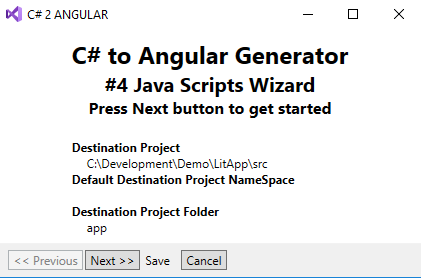 C# 2 ANGULAR
C# to Angular Generator
#4 Java Scripts Wizard
Press Next button to get started
Destination Project
C:\Development\Demo\LitApp\src
Default Destination Project NameSpace
Destination Project Folder
app
<< Previous Next >> Save Cancel